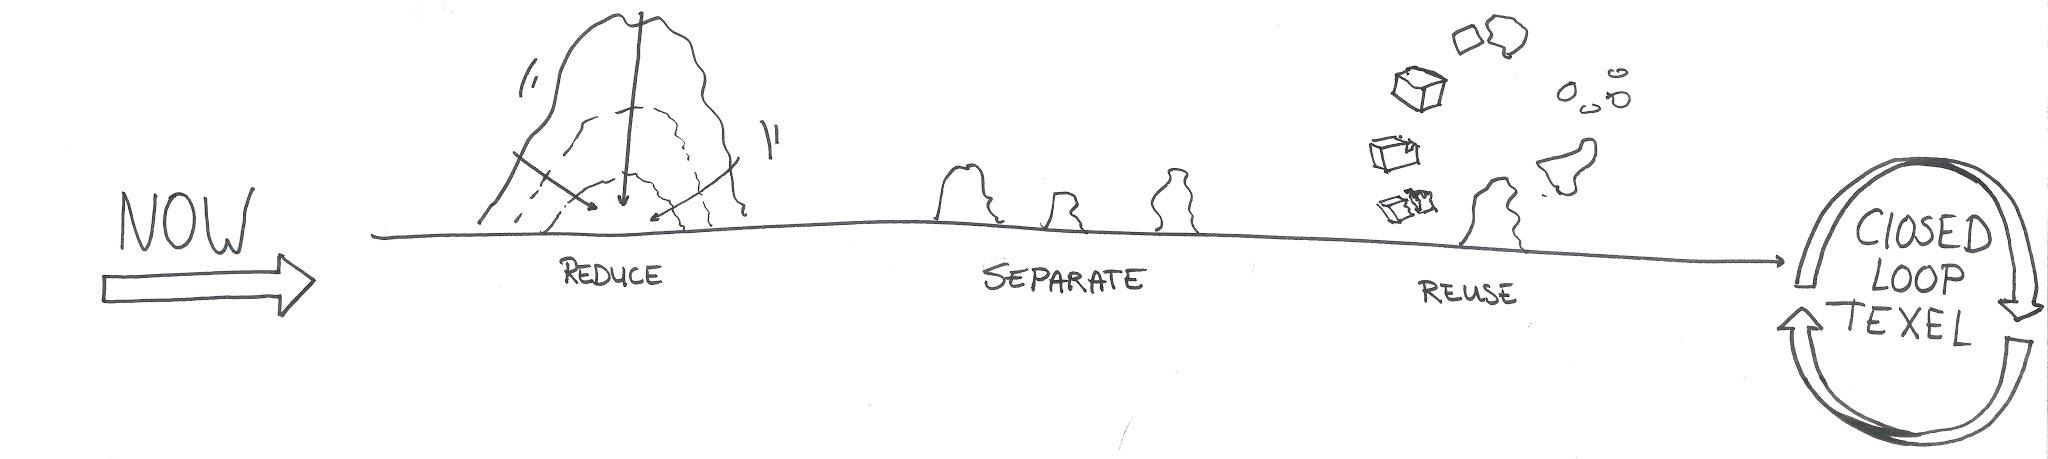 NOW
REDUCE
SEPARATE
REUSE
CLOSED
LOOP
TEXEL